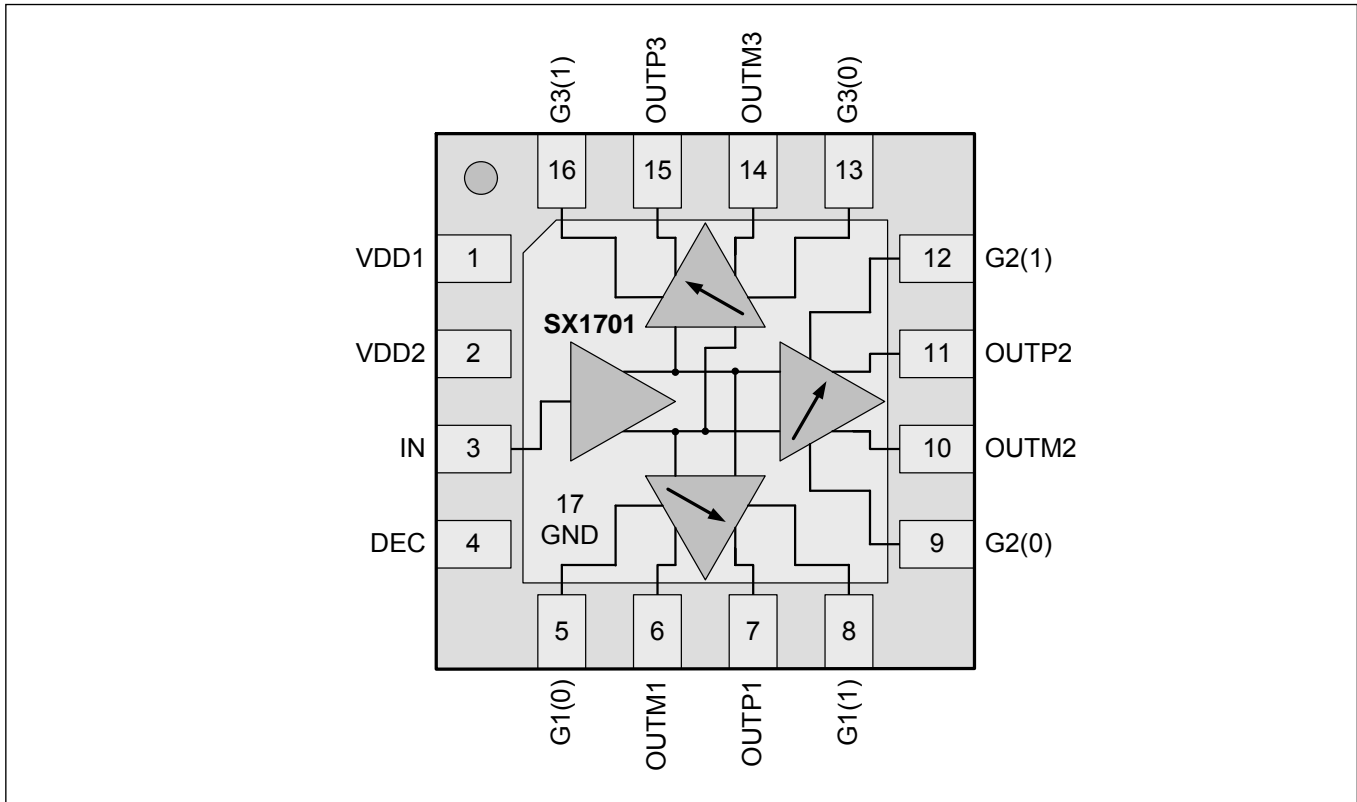 G3(1)
OUTP3
OUTM3
G3(0)
16
15
14
13
VDD1
1
12
G2(1)
SX1701
VDD2
2
11
OUTP2
IN
3
10
OUTM2
17
GND
DEC
4
9
G2(0)
5
6
7
8
G1(0)
OUTM1
OUTP1
G1(1)